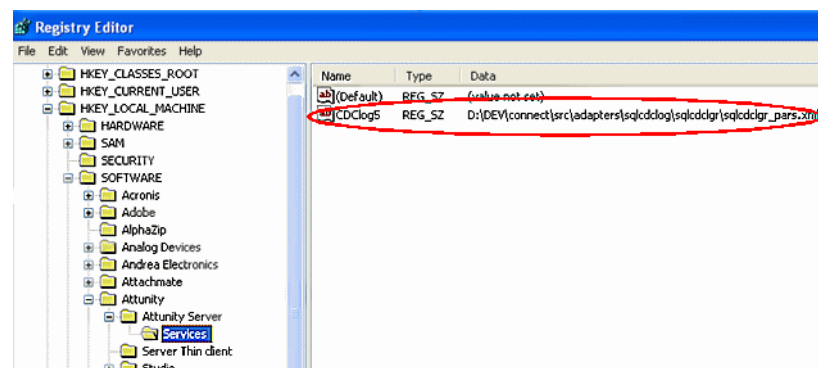 Registry Editor
File Edit View Favorites Help
HKEY_CLASSES_ROOT
HKEY_CURRENT_USER
HKEY_LOCAL_MACHINE
HARDWARE
SAM
SECURITY
SOFTWARE
Acronis
Adobe
AlphaZip
Analog Devices
Andrea Electronics
Attachmate
Attunity
Attunity Server
Services
Server Thin client
Studio
Name Type Data
ab (Default) REG_SZ (value not set)
ab CDClog5 REG_SZ D:\DEV\connect\src\adapters\sqlcdclog\sqlcdclgr\sqlcdclgr_pars.xml